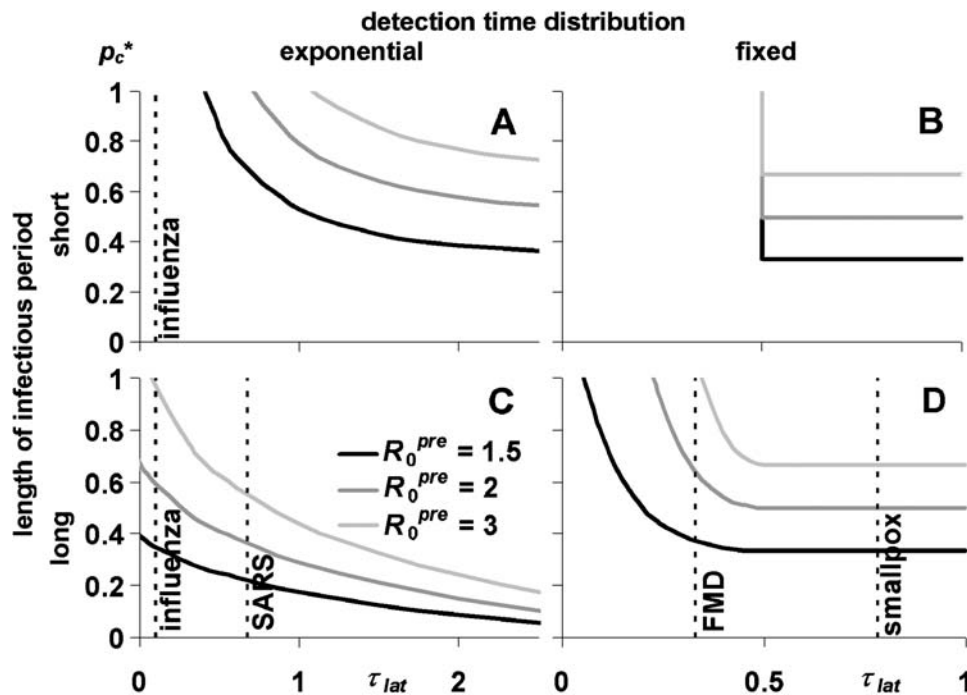 detection time distribution
p_c* exponential fixed
length of infectious period
short
long
1
0.8
0.6
0.4
0.2
0
A
influenza
B
1
0.8
0.6
0.4
0.2
0
C
R_0^pre = 1.5
R_0^pre = 2
R_0^pre = 3
influenza
SARS
D
FMD
smallpox
0 1 τ_lat 2
0 0.5 τ_lat 1